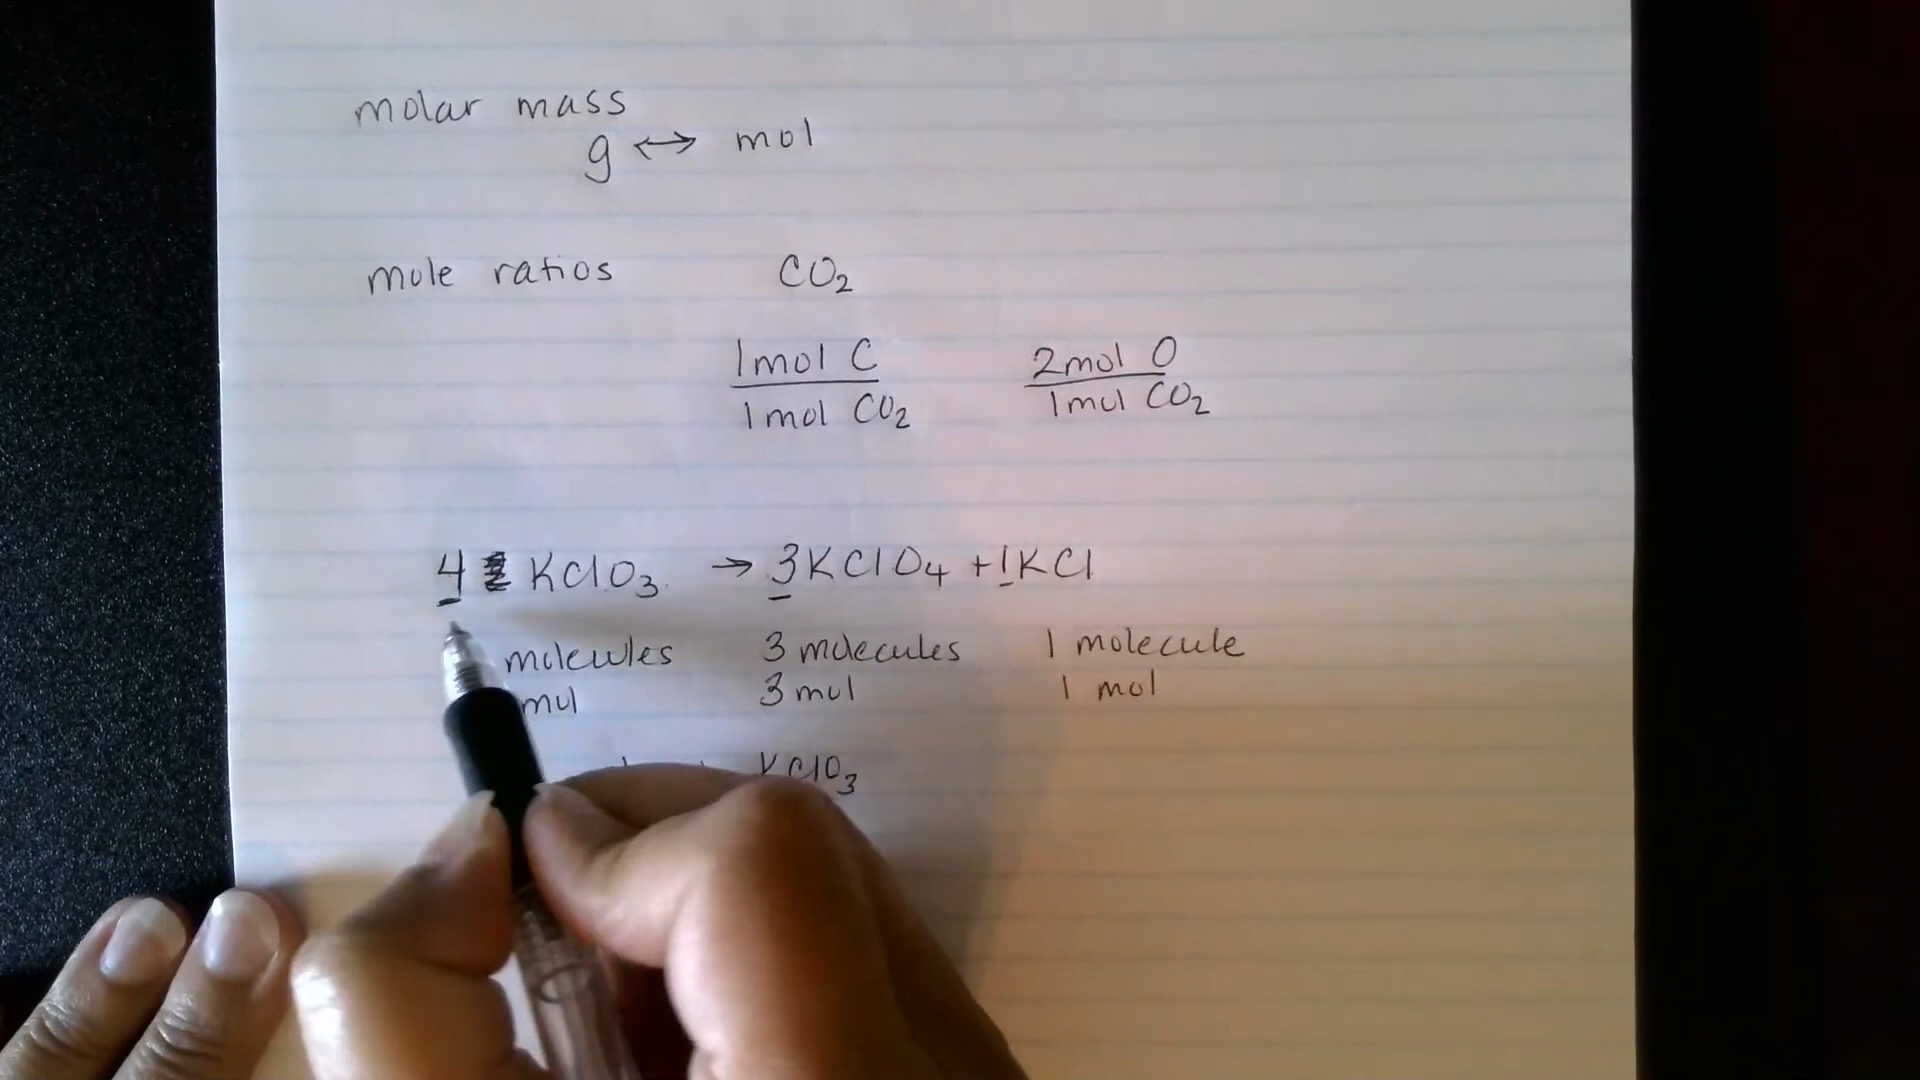 molar mass
g ↔ mol
mole ratios CO₂
1mol C 2mol O
1mol CO₂ 1mol CO₂
4 KClO₃ → 3KClO₄ + 1KCl
molecules 3 molecules 1 molecule
mol 3 mol 1 mol
KClO₃